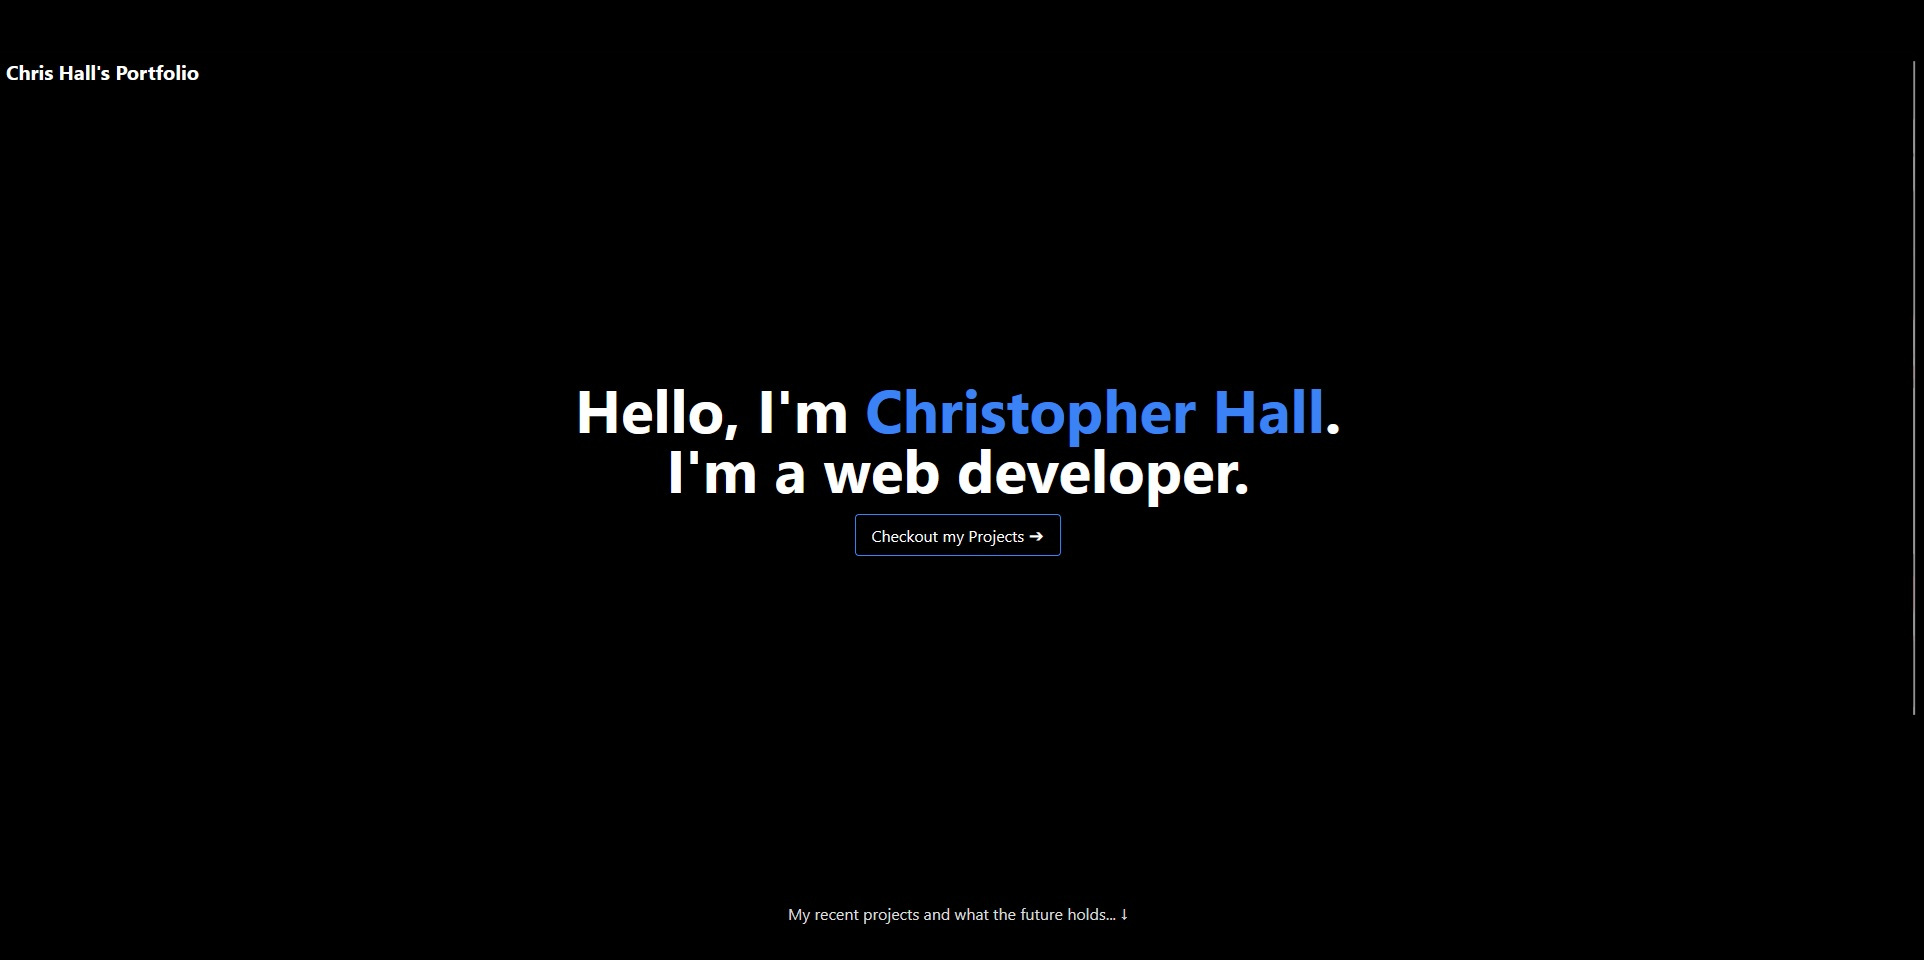 Chris Hall's Portfolio
Hello, I'm Christopher Hall.
I'm a web developer.
Checkout my Projects ➔
My recent projects and what the future holds... ↓